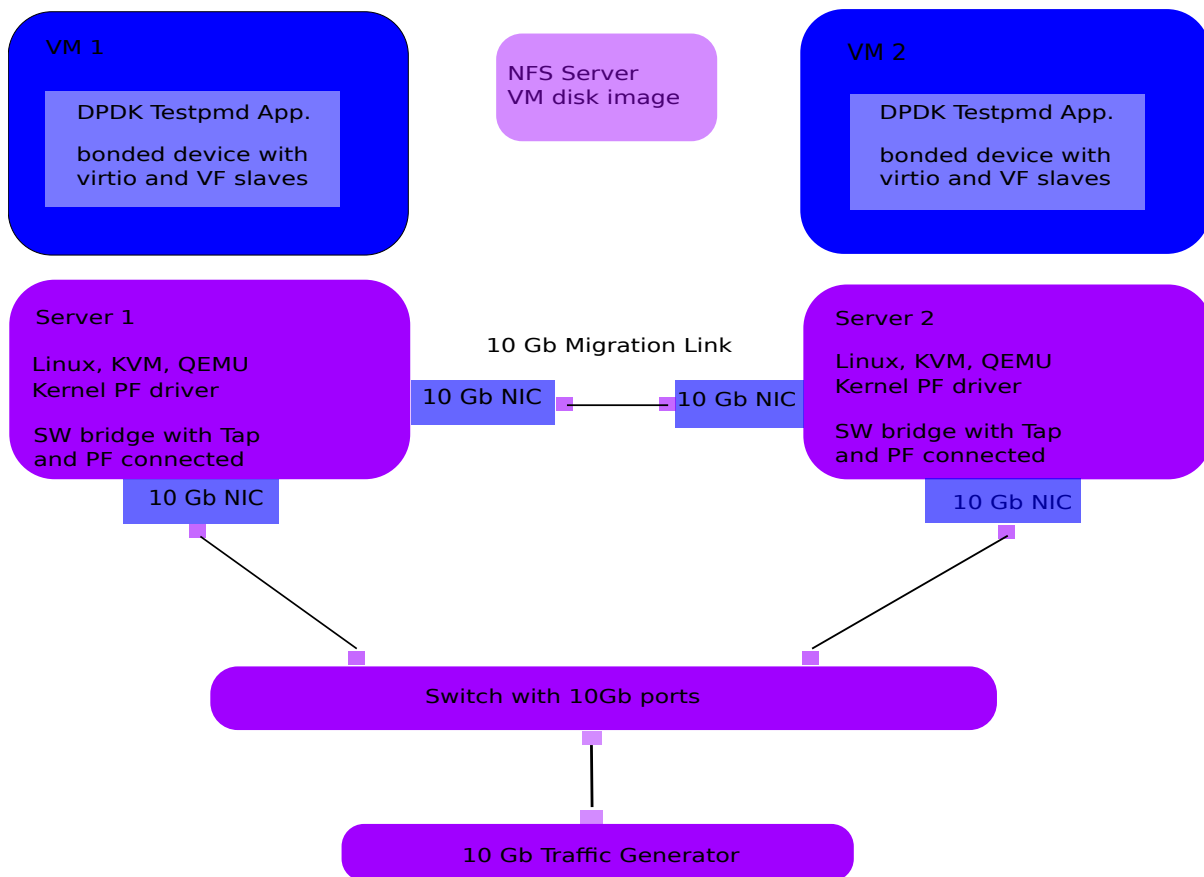 VM 1
DPDK Testpmd App.
bonded device with
virtio and VF slaves
NFS Server
VM disk image
VM 2
DPDK Testpmd App.
bonded device with
virtio and VF slaves
Server 1
Linux, KVM, QEMU
Kernel PF driver
SW bridge with Tap
and PF connected
10 Gb Migration Link
10 Gb NIC
10 Gb NIC
Server 2
Linux, KVM, QEMU
Kernel PF driver
SW bridge with Tap
and PF connected
10 Gb NIC
10 Gb NIC
Switch with 10Gb ports
10 Gb Traffic Generator